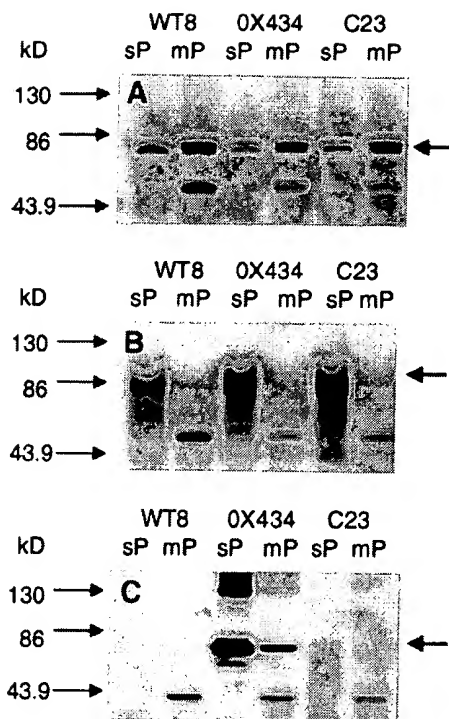 WT8 0X434 C23
kD sP mP sP mP sP mP
130
A
86
43.9
WT8 0X434 C23
kD sP mP sP mP sP mP
130
B
86
43.9
WT8 0X434 C23
kD sP mP sP mP sP mP
130
C
86
43.9